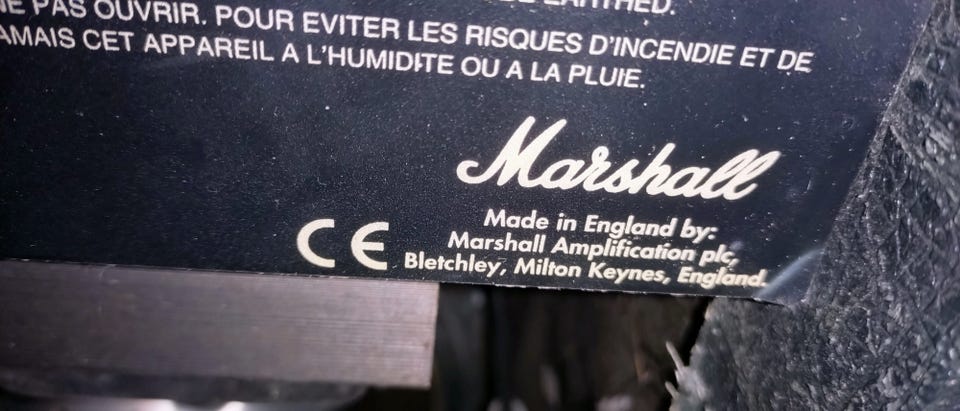 EARTHED.
NE PAS OUVRIR. POUR EVITER LES RISQUES D'INCENDIE ET DE
JAMAIS CET APPAREIL A L'HUMIDITE OU A LA PLUIE.
Marshall
Made in England by:
Marshall Amplification plc,
Bletchley, Milton Keynes, England.
CE